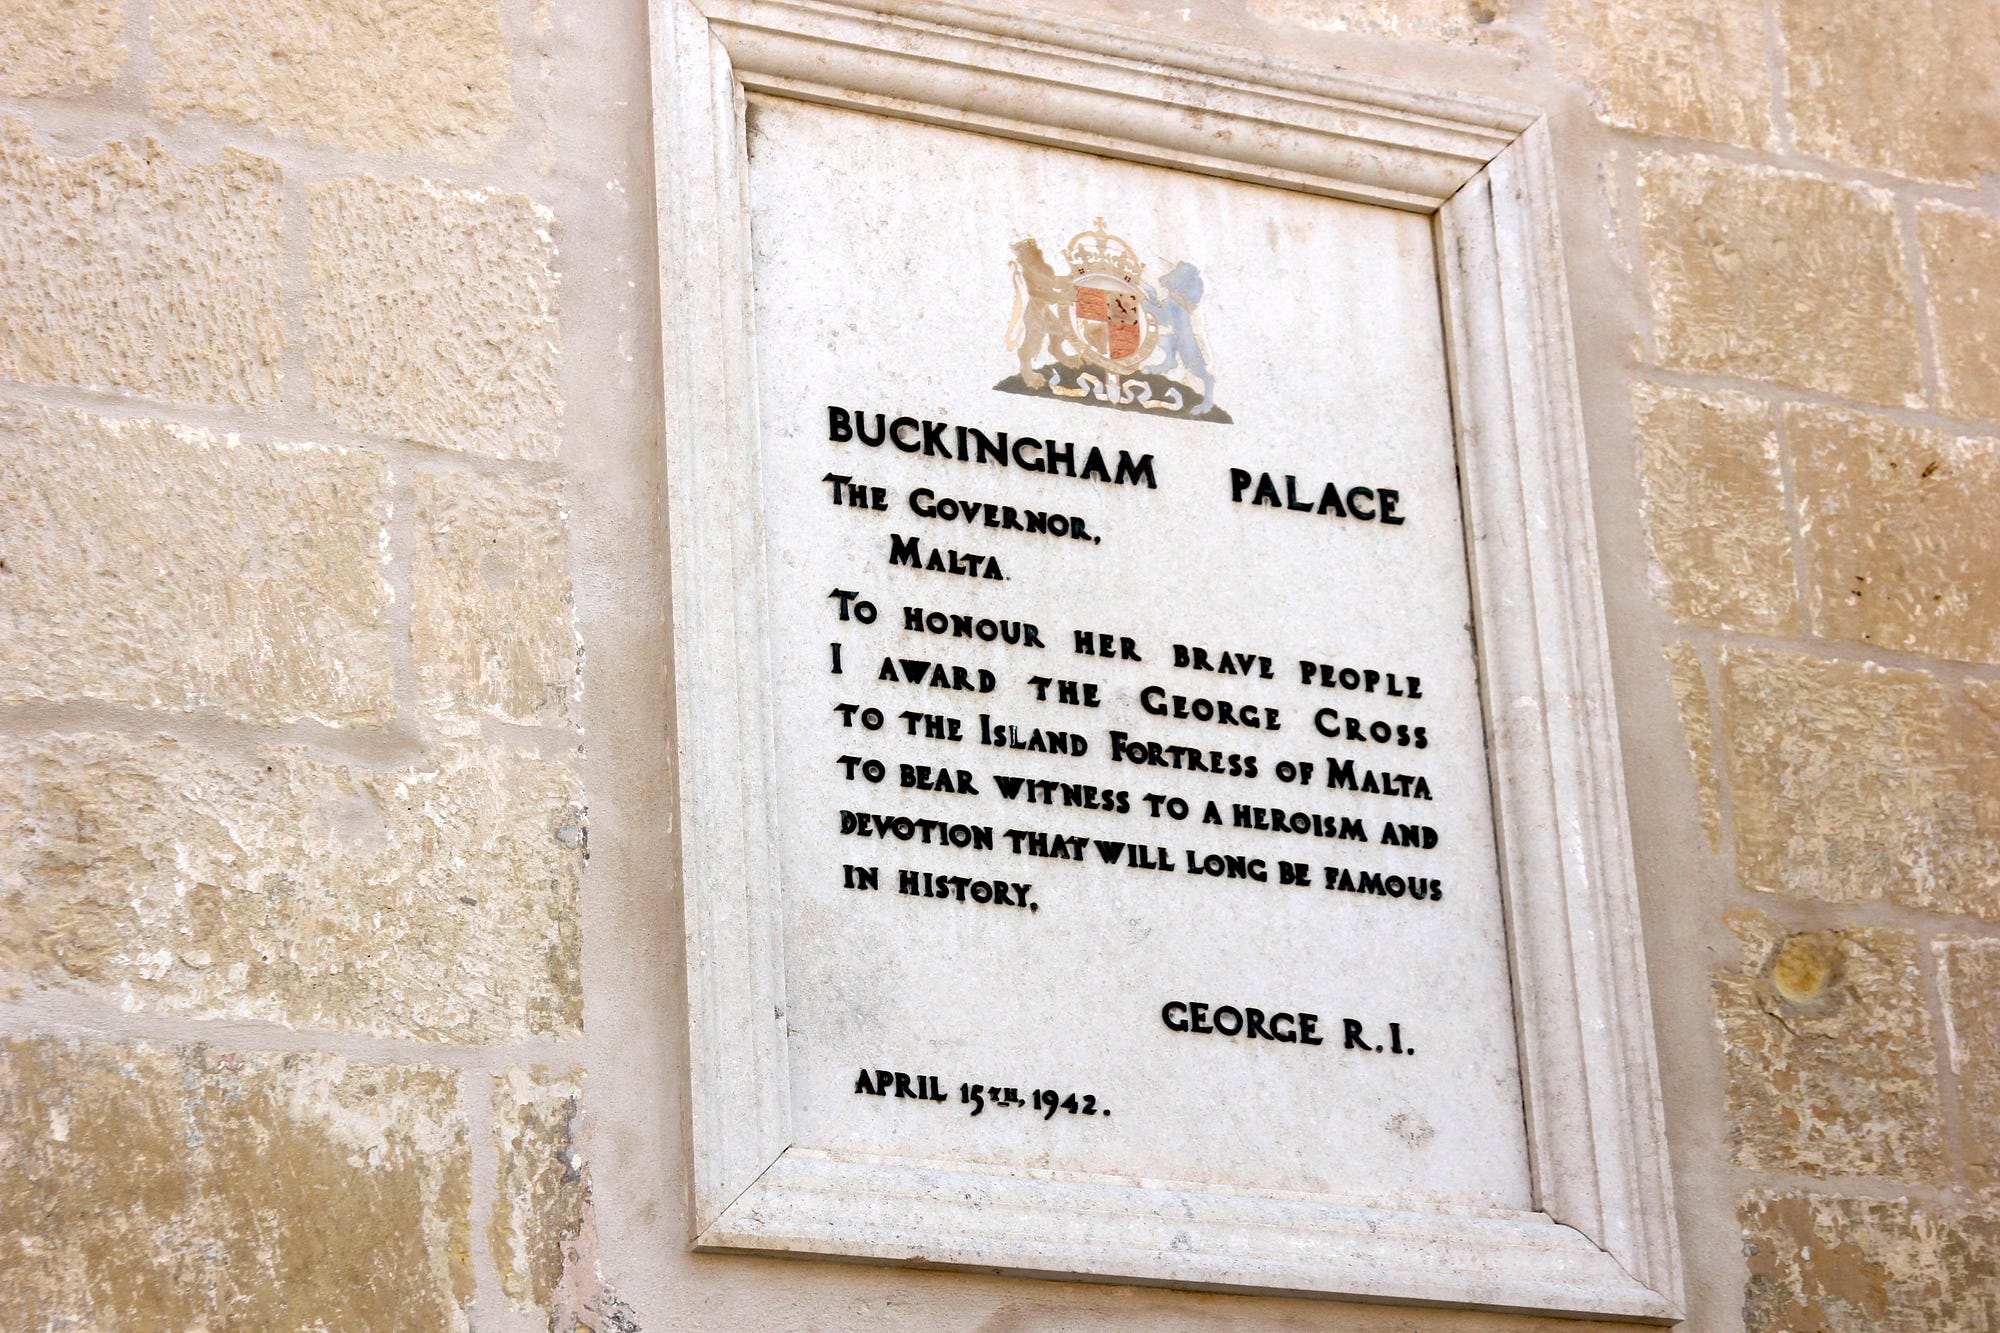 BUCKINGHAM PALACE
THE GOVERNOR,
MALTA.
TO HONOUR HER BRAVE PEOPLE
I AWARD THE GEORGE CROSS
TO THE ISLAND FORTRESS OF MALTA
TO BEAR WITNESS TO A HEROISM AND
DEVOTION THAT WILL LONG BE FAMOUS
IN HISTORY.
GEORGE R.I.
APRIL 15TH, 1942.